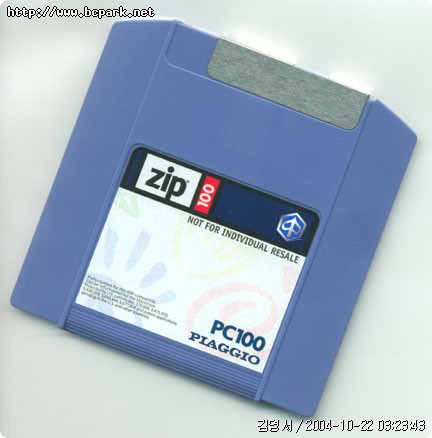 http://www.bcpark.net
zip 100
NOT FOR INDIVIDUAL RESALE
PC100
PIAGGIO
김영서 / 2004-10-22 03:23:43